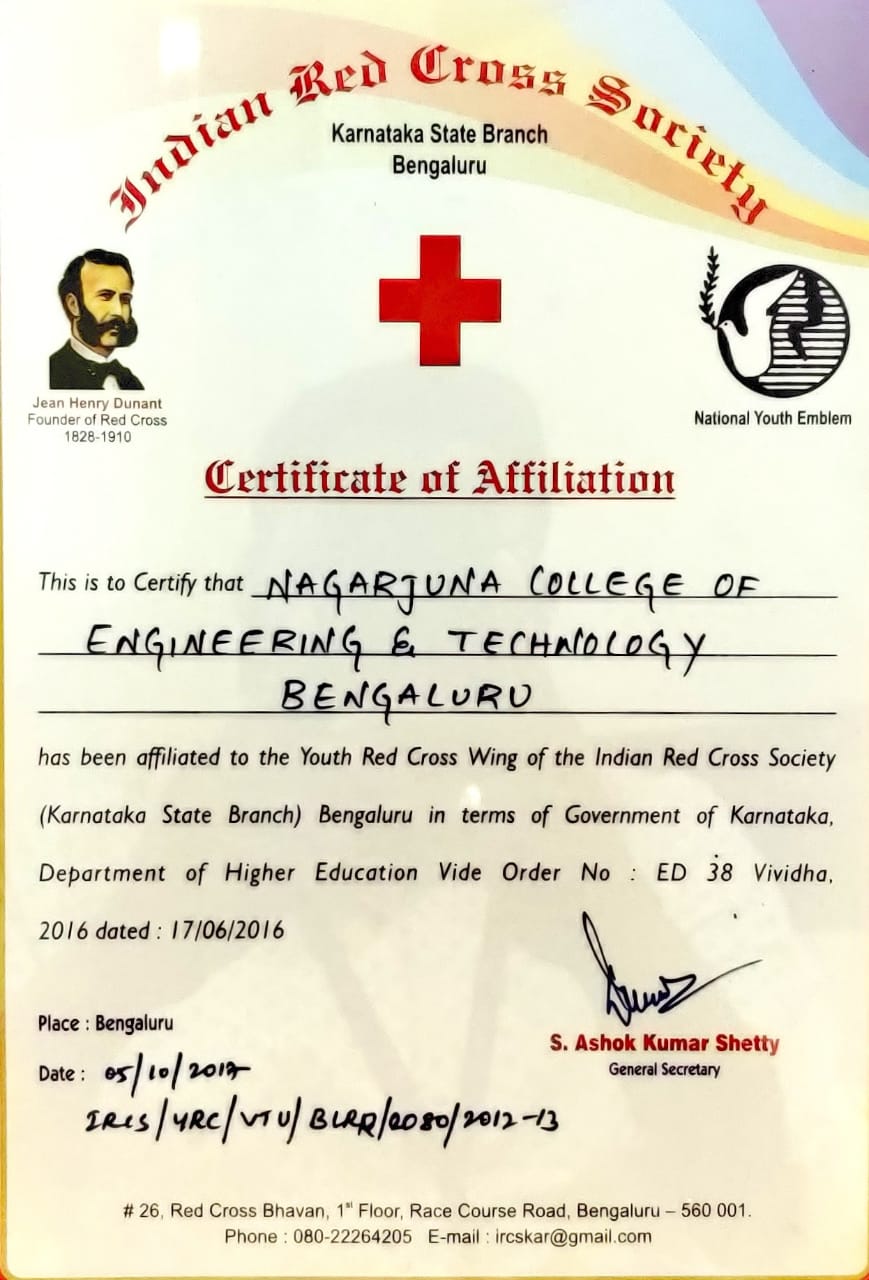 Indian Red Cross Society
Karnataka State Branch
Bengaluru
Jean Henry Dunant
Founder of Red Cross
1828-1910
National Youth Emblem
Certificate of Affiliation
This is to Certify that NAGARJUNA COLLEGE OF
ENGINEERING & TECHNOLOGY
BENGALURU
has been affiliated to the Youth Red Cross Wing of the Indian Red Cross Society
(Karnataka State Branch) Bengaluru in terms of Government of Karnataka,
Department of Higher Education Vide Order No : ED 38 Vividha,
2016 dated : 17/06/2016
Place : Bengaluru
S. Ashok Kumar Shetty
General Secretary
Date : 05/10/2017
IRCS/YRC/VTU/BLRR/0080/2012-13
# 26, Red Cross Bhavan, 1st Floor, Race Course Road, Bengaluru – 560 001.
Phone : 080-22264205 E-mail : ircskar@gmail.com